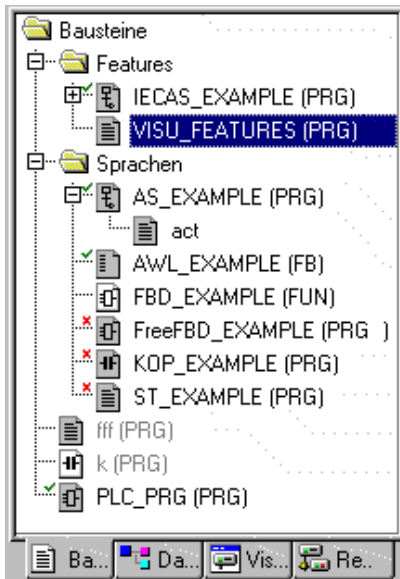 Bausteine
Features
IECAS_EXAMPLE (PRG)
VISU_FEATURES (PRG)
Sprachen
AS_EXAMPLE (PRG)
act
AWL_EXAMPLE (FB)
FBD_EXAMPLE (FUN)
FreeFBD_EXAMPLE (PRG )
KOP_EXAMPLE (PRG)
ST_EXAMPLE (PRG)
fff (PRG)
k (PRG)
PLC_PRG (PRG)
Ba... Da... Vis... Re..